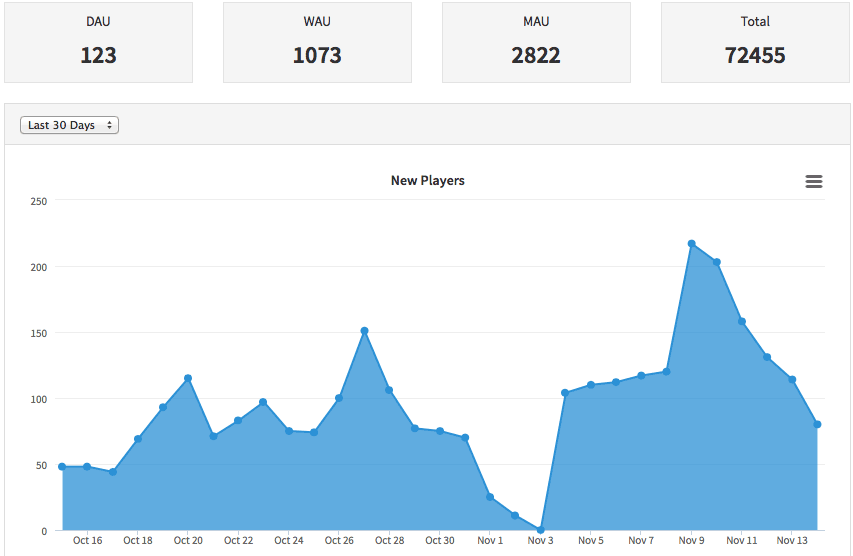 DAU
123
WAU
1073
MAU
2822
Total
72455
Last 30 Days
New Players
250
200
150
100
50
0
Oct 16 Oct 18 Oct 20 Oct 22 Oct 24 Oct 26 Oct 28 Oct 30 Nov 1 Nov 3 Nov 5 Nov 7 Nov 9 Nov 11 Nov 13